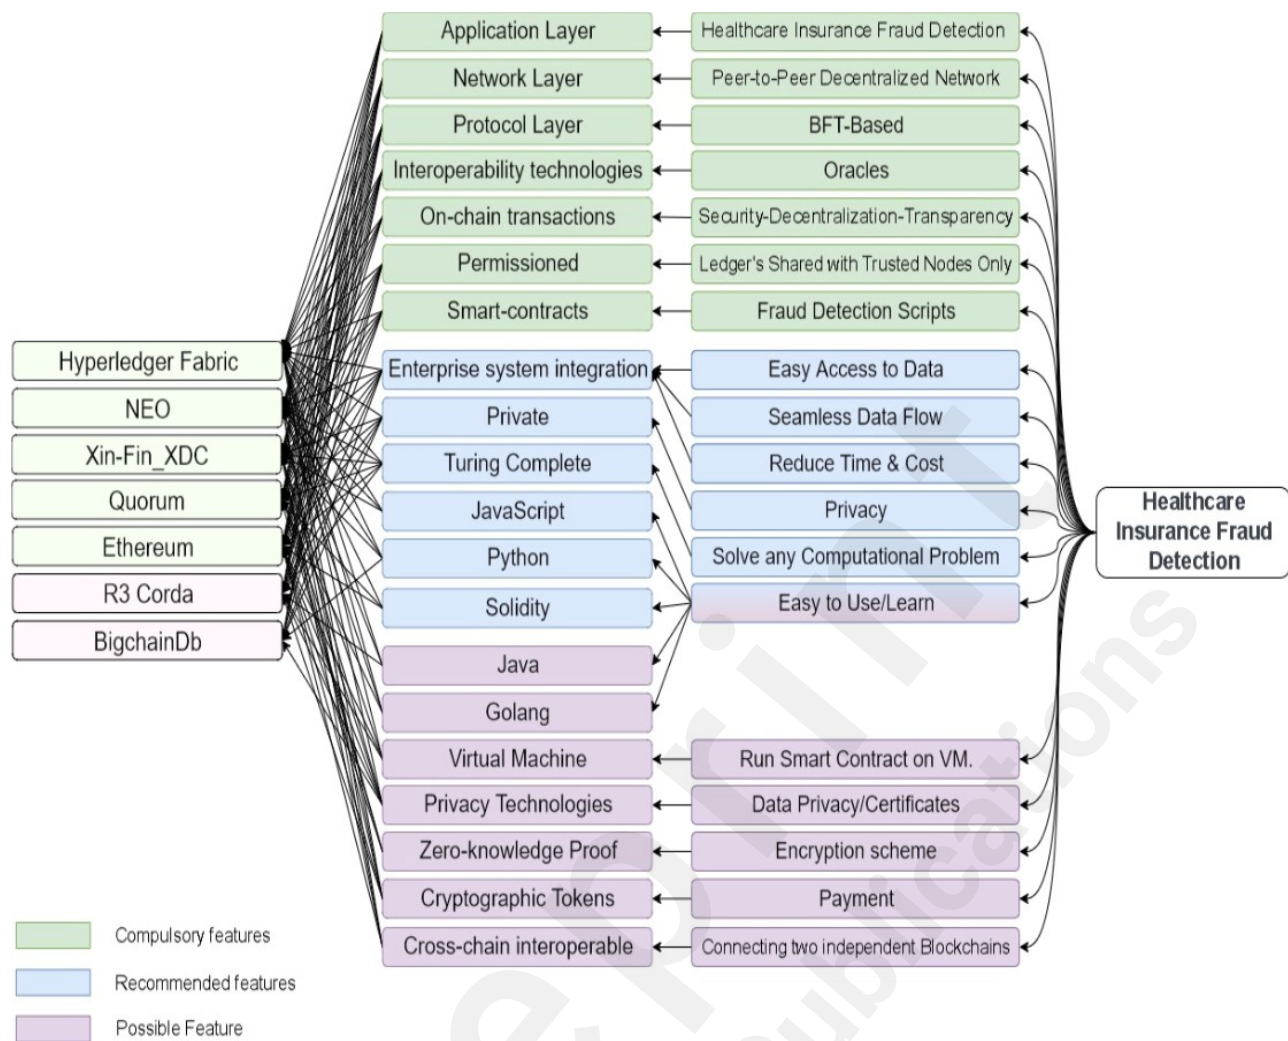 Application Layer
Healthcare Insurance Fraud Detection
Network Layer
Peer-to-Peer Decentralized Network
Protocol Layer
BFT-Based
Interoperability technologies
Oracles
On-chain transactions
Security-Decentralization-Transparency
Permissioned
Ledger's Shared with Trusted Nodes Only
Smart-contracts
Fraud Detection Scripts
Hyperledger Fabric
NEO
Xin-Fin_XDC
Quorum
Ethereum
R3 Corda
BigchainDb
Enterprise system integration
Easy Access to Data
Private
Seamless Data Flow
Turing Complete
Reduce Time & Cost
JavaScript
Privacy
Python
Solve any Computational Problem
Solidity
Easy to Use/Learn
Healthcare
Insurance Fraud
Detection
Java
Golang
Virtual Machine
Run Smart Contract on VM.
Privacy Technologies
Data Privacy/Certificates
Zero-knowledge Proof
Encryption scheme
Cryptographic Tokens
Payment
Cross-chain interoperable
Connecting two independent Blockchains
Compulsory features
Recommended features
Possible Feature